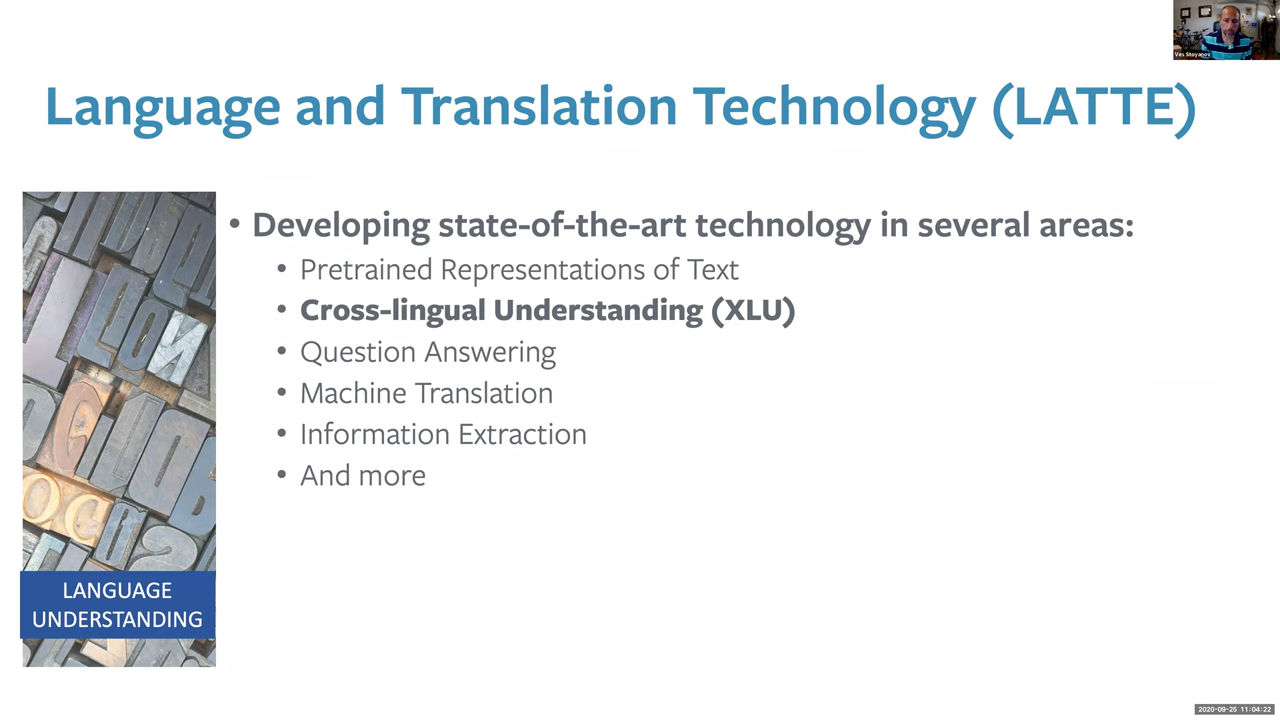 Ves Stoyanov
Language and Translation Technology (LATTE)
• Developing state-of-the-art technology in several areas:
• Pretrained Representations of Text
• Cross-lingual Understanding (XLU)
• Question Answering
• Machine Translation
• Information Extraction
• And more
LANGUAGE
UNDERSTANDING
2020-09-25 11:04:22